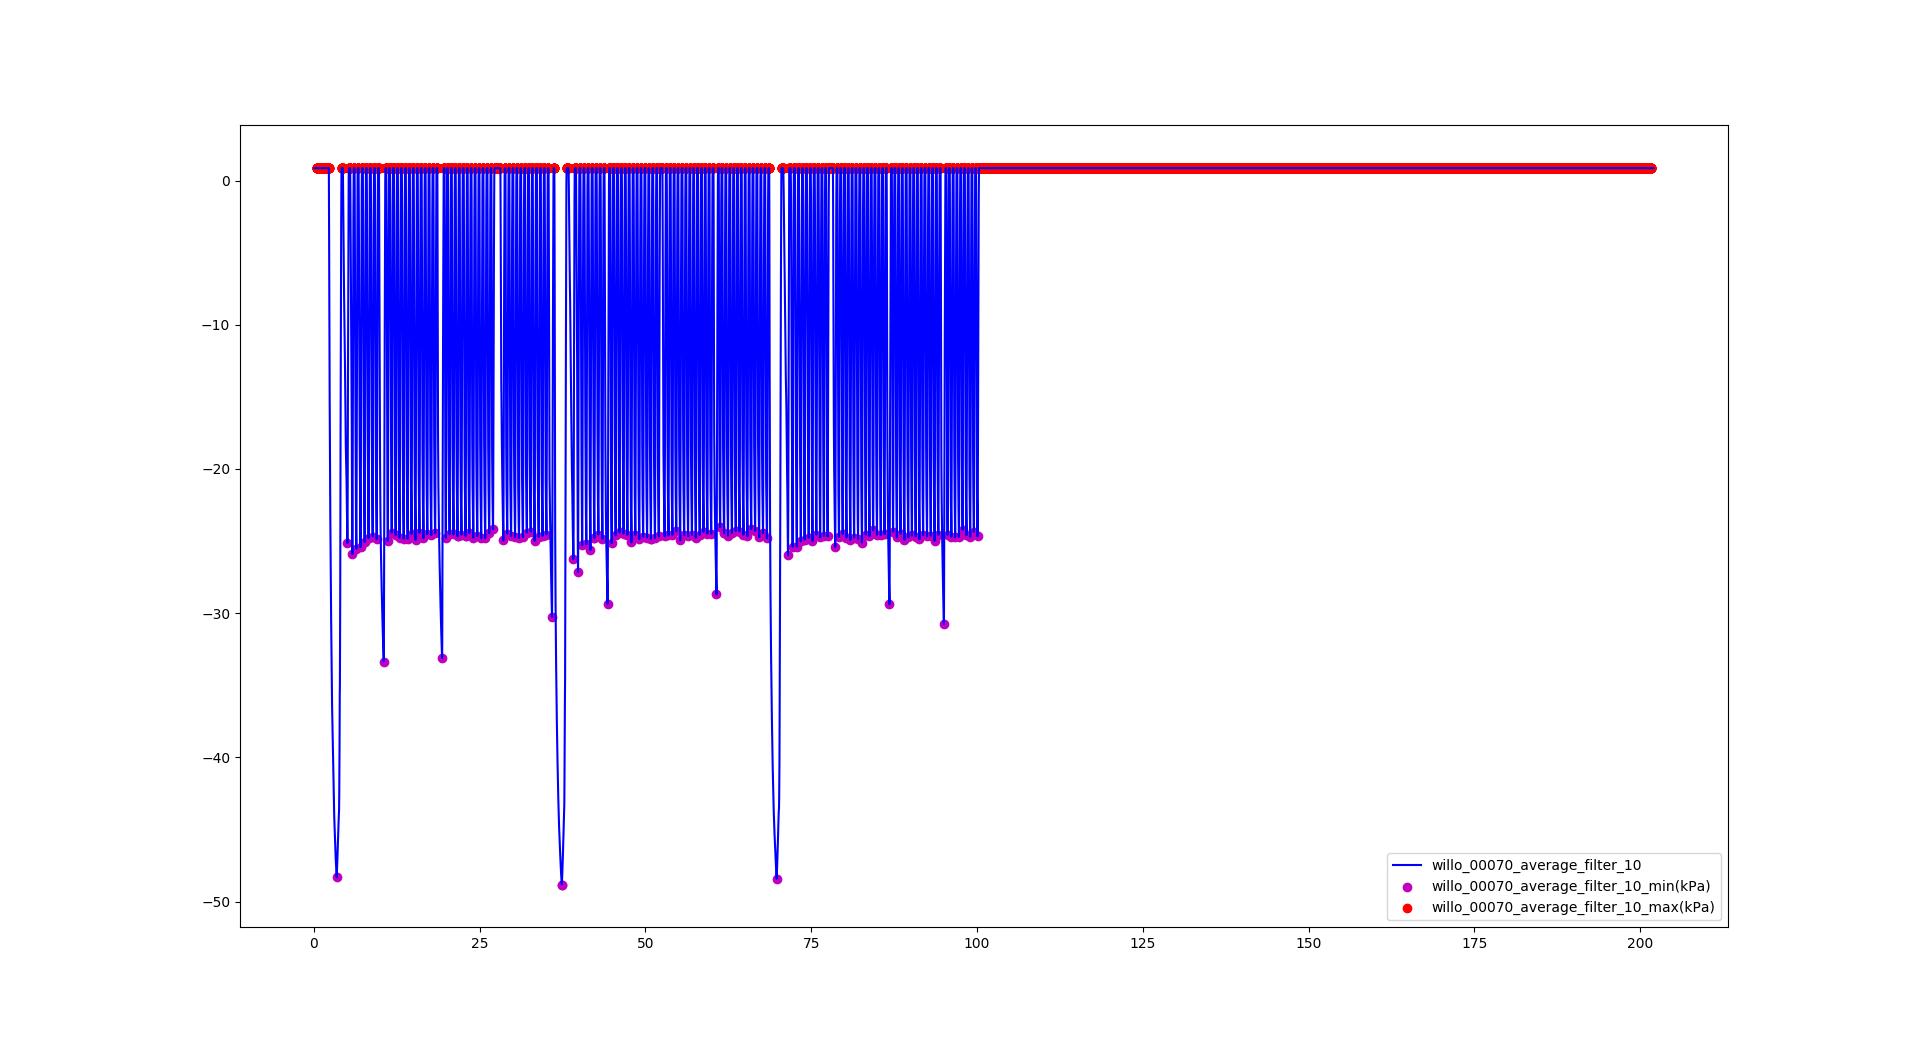 0
−10
−20
−30
−40
−50
0 25 50 75 100 125 150 175 200
willo_00070_average_filter_10
willo_00070_average_filter_10_min(kPa)
willo_00070_average_filter_10_max(kPa)